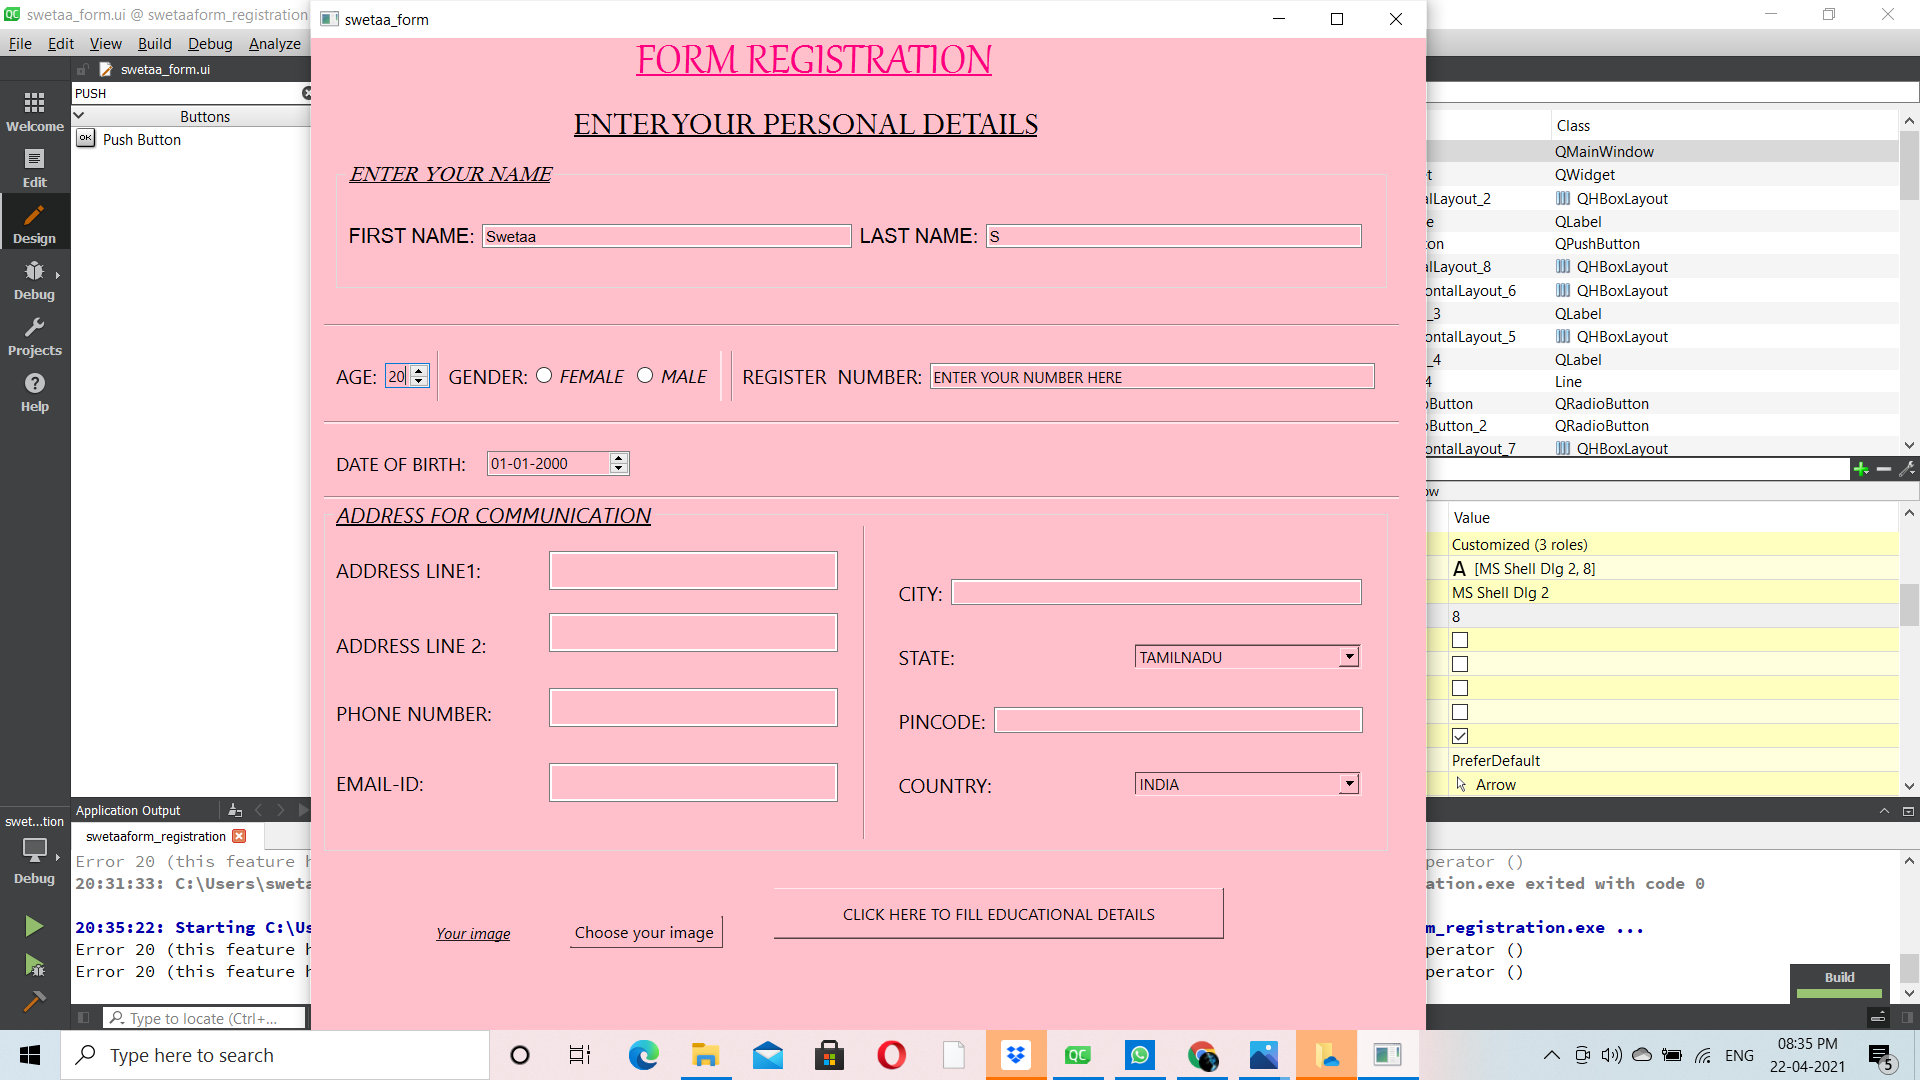 swetaa_form.ui @ swetaaform_registration
swetaa_form
File Edit View Build Debug Analyze
swetaa_form.ui
PUSH
Buttons
Push Button
Welcome
Edit
Design
Debug
Projects
Help
FORM REGISTRATION
ENTER YOUR PERSONAL DETAILS
ENTER YOUR NAME
FIRST NAME: Swetaa LAST NAME: S
AGE: 20 GENDER: FEMALE MALE REGISTER NUMBER: ENTER YOUR NUMBER HERE
DATE OF BIRTH: 01-01-2000
ADDRESS FOR COMMUNICATION
ADDRESS LINE1:
ADDRESS LINE 2:
PHONE NUMBER:
EMAIL-ID:
CITY:
STATE: TAMILNADU
PINCODE:
COUNTRY: INDIA
Your image Choose your image
CLICK HERE TO FILL EDUCATIONAL DETAILS
Class
QMainWindow
t QWidget
alLayout_2 QHBoxLayout
e QLabel
on QPushButton
alLayout_8 QHBoxLayout
ontalLayout_6 QHBoxLayout
_3 QLabel
ontalLayout_5 QHBoxLayout
_4 QLabel
4 Line
oButton QRadioButton
oButton_2 QRadioButton
ontalLayout_7 QHBoxLayout
ow
Value
Customized (3 roles)
A [MS Shell Dlg 2, 8]
MS Shell Dlg 2
8
PreferDefault
Arrow
Application Output
swetaaform_registration
swet...tion
Debug
Error 20 (this feature h
20:31:33: C:\Users\sweta
20:35:22: Starting C:\Us
Error 20 (this feature h
Error 20 (this feature h
perator ()
ation.exe exited with code 0
m_registration.exe ...
perator ()
perator ()
Build
Type to locate (Ctrl+...
Type here to search
QC
ENG
08:35 PM
22-04-2021
5